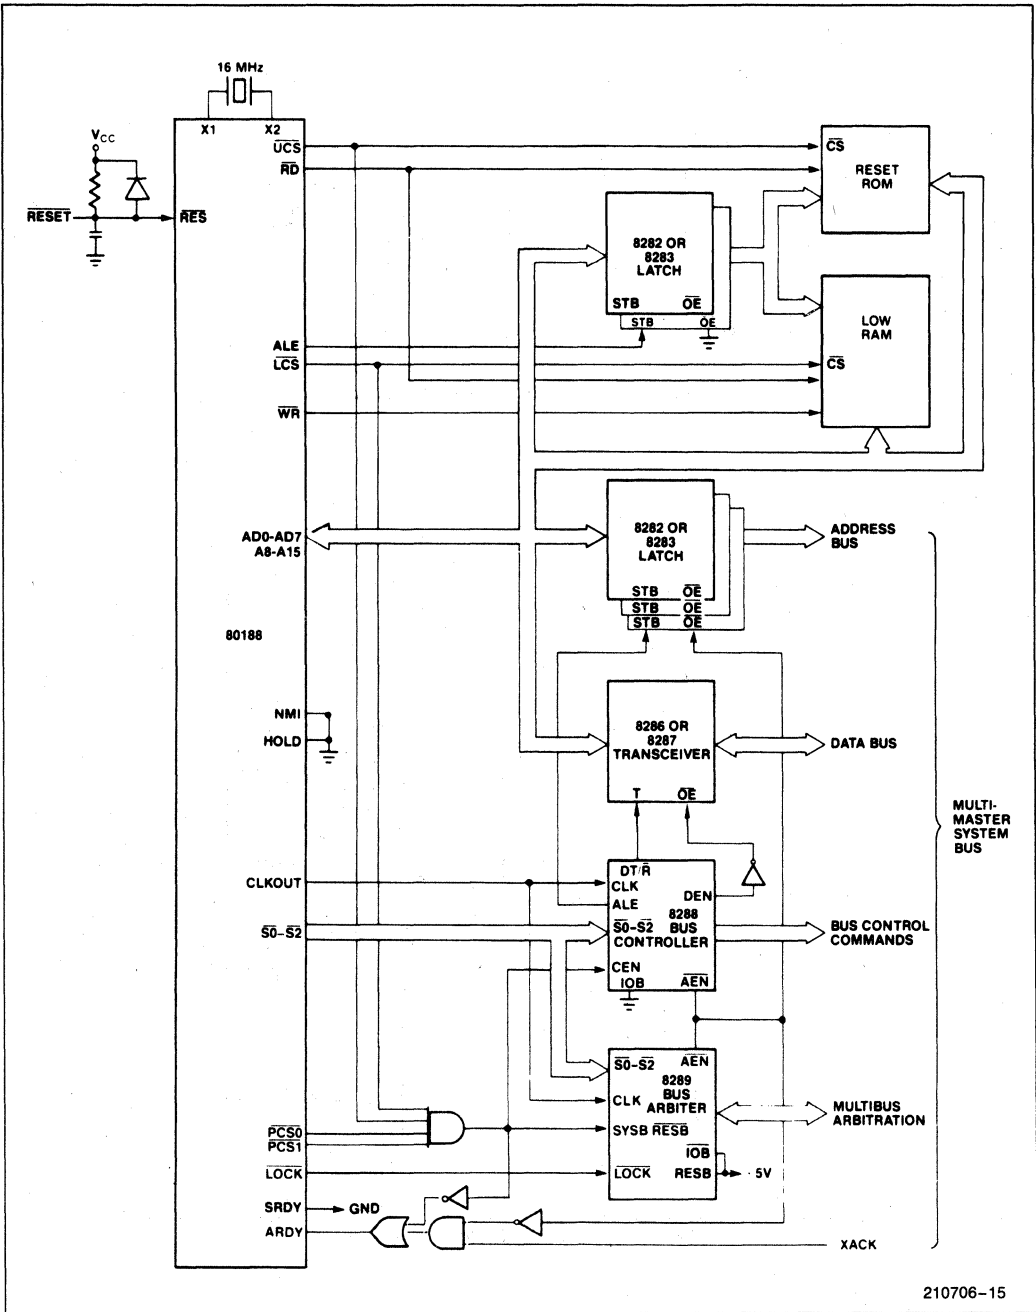 16 MHz
X1 X2
VCC
RESET
RES
UCS
RD
CS
RESET
ROM
8282 OR
8283
LATCH
STB OE
STB OE
LOW
RAM
CS
ALE
LCS
WR
AD0-AD7
A8-A15
8282 OR
8283
LATCH
STB OE
STB OE
STB OE
ADDRESS
BUS
80188
NMI
HOLD
8286 OR
8287
TRANSCEIVER
T OE
DATA BUS
MULTI-
MASTER
SYSTEM
BUS
CLKOUT
S0-S2
DT/R
CLK
ALE
DEN
8288
S0-S2 BUS
CONTROLLER
CEN
IOB AEN
BUS CONTROL
COMMANDS
S0-S2 AEN
8289
BUS
CLK ARBITER
SYSB RESB
IOB
LOCK RESB
5V
MULTIBUS
ARBITRATION
PCS0
PCS1
LOCK
SRDY
GND
ARDY
XACK
210706-15